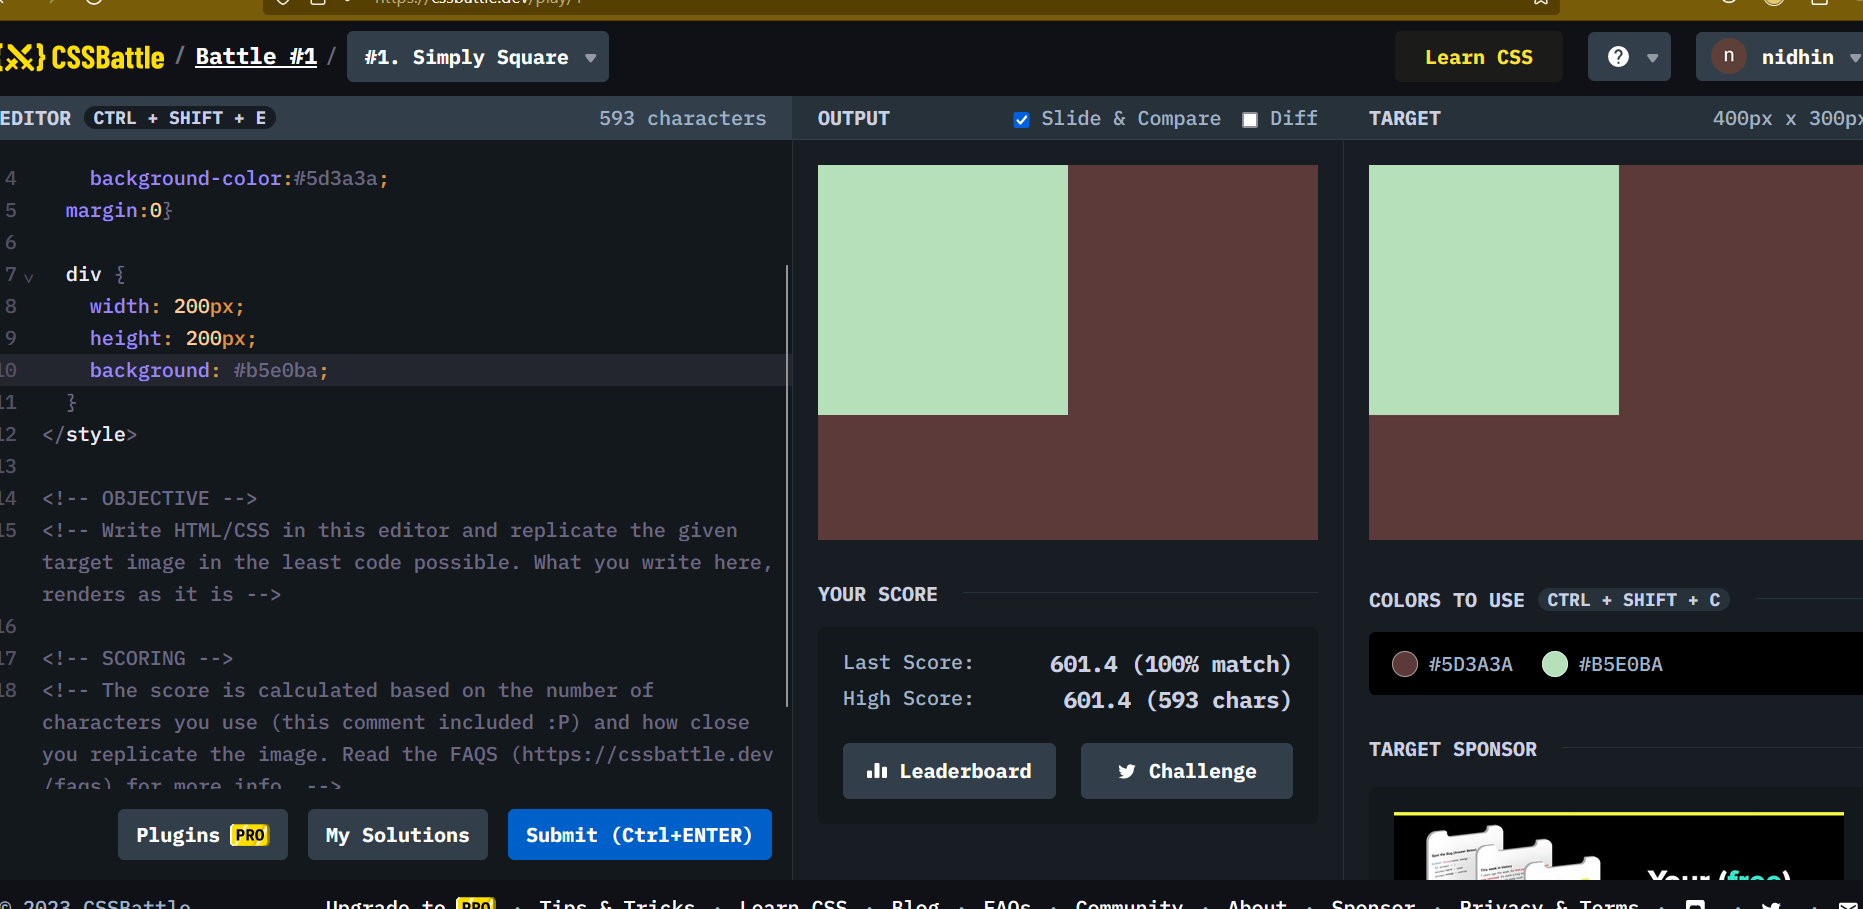 https://cssbattle.dev/play/1
CSSBattle / Battle #1 / #1. Simply Square
Learn CSS
?
n nidhin
EDITOR CTRL + SHIFT + E 593 characters
4 background-color:#5d3a3a;
5 margin:0}
6
7 div {
8 width: 200px;
9 height: 200px;
10 background: #b5e0ba;
11 }
12 </style>
13
14 <!-- OBJECTIVE -->
15 <!-- Write HTML/CSS in this editor and replicate the given
target image in the least code possible. What you write here,
renders as it is -->
16
17 <!-- SCORING -->
18 <!-- The score is calculated based on the number of
characters you use (this comment included :P) and how close
you replicate the image. Read the FAQS (https://cssbattle.dev
/faqs) for more info. -->
Plugins PRO
My Solutions
Submit (Ctrl+ENTER)
OUTPUT Slide & Compare Diff
YOUR SCORE
Last Score: 601.4 (100% match)
High Score: 601.4 (593 chars)
Leaderboard
Challenge
TARGET 400px x 300px
COLORS TO USE CTRL + SHIFT + C
#5D3A3A #B5E0BA
TARGET SPONSOR
Your (free)
© 2023 CSSBattle
Upgrade to PRO · Tips & Tricks · Learn CSS · Blog · FAQs · Community · About · Sponsor · Privacy & Terms